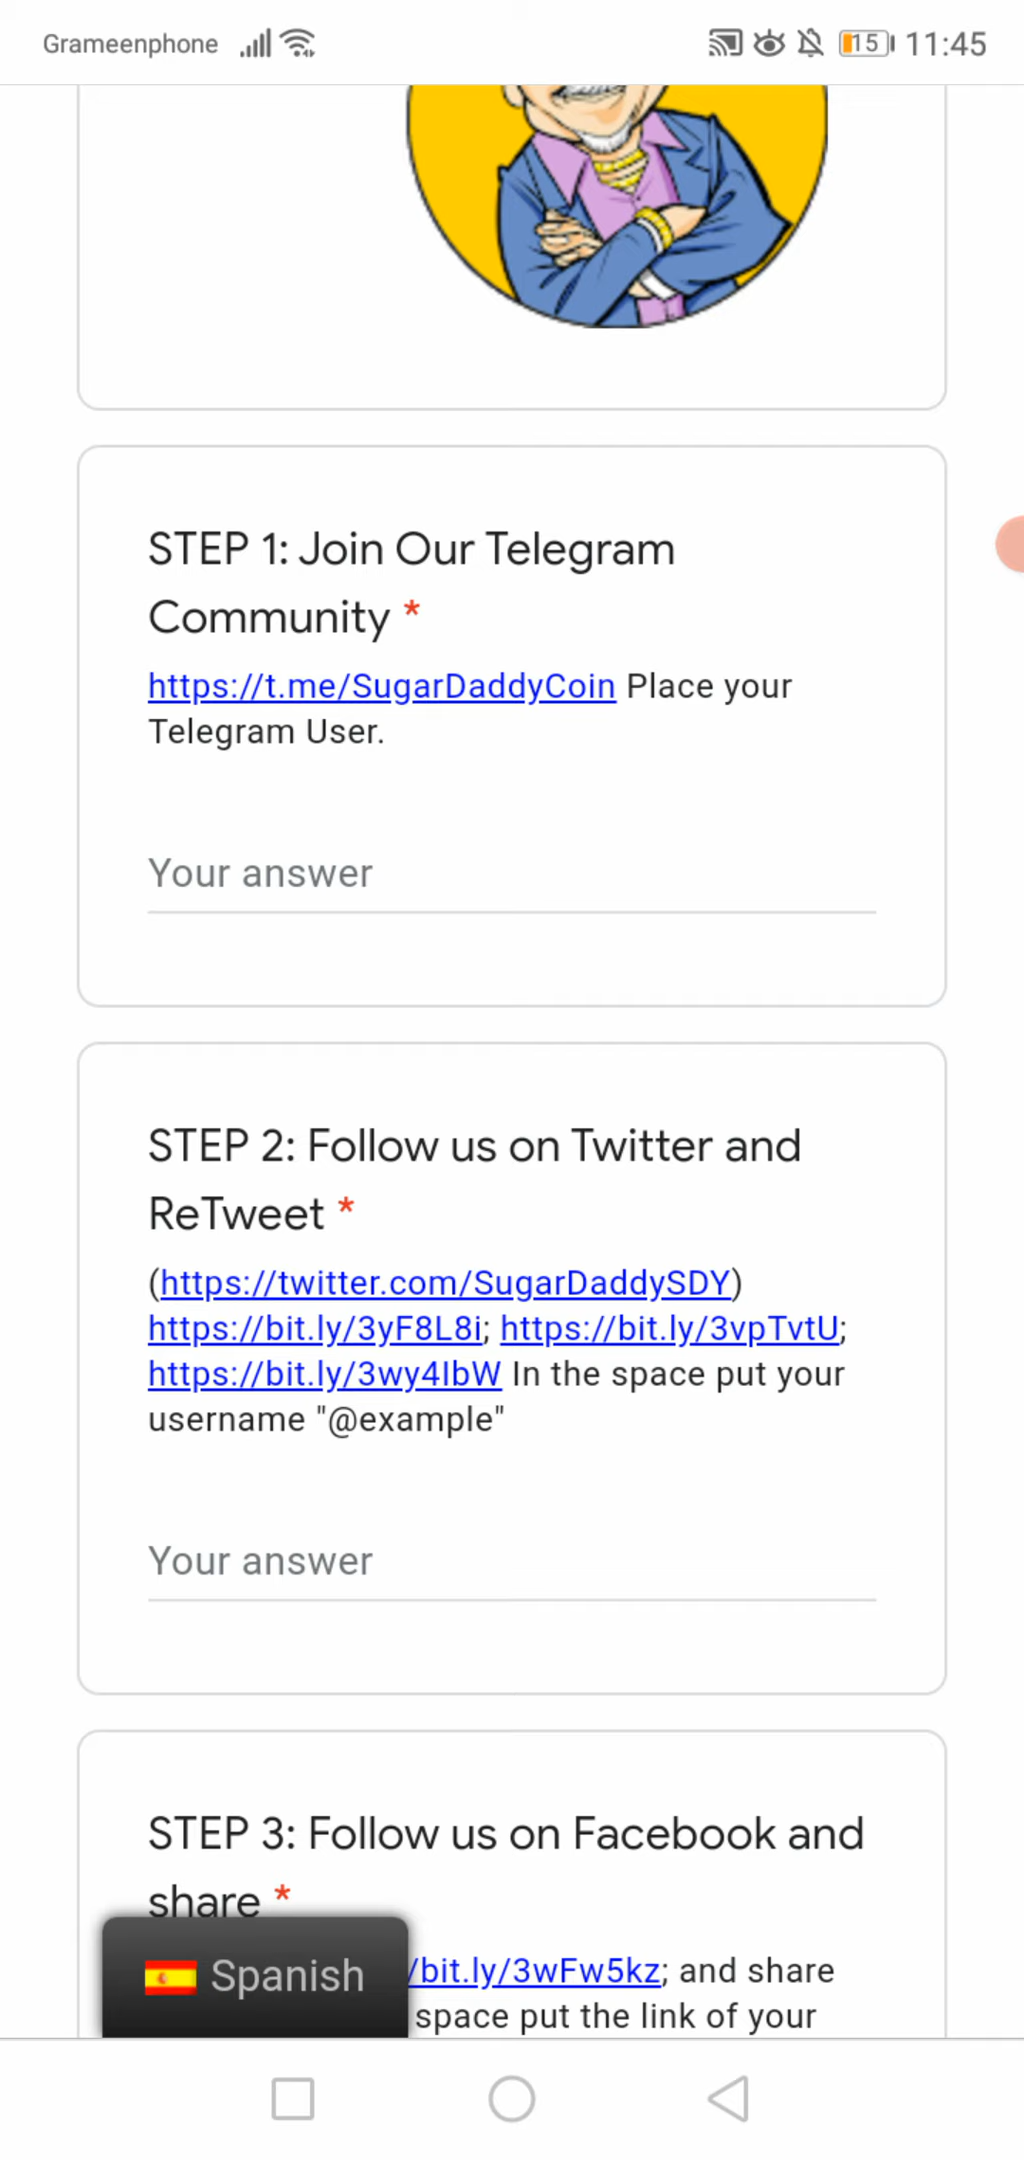 Grameenphone 15 11:45
STEP 1: Join Our Telegram
Community *
https://t.me/SugarDaddyCoin Place your
Telegram User.
Your answer
STEP 2: Follow us on Twitter and
ReTweet *
(https://twitter.com/SugarDaddySDY)
https://bit.ly/3yF8L8i; https://bit.ly/3vpTvtU;
https://bit.ly/3wy4IbW In the space put your
username "@example"
Your answer
STEP 3: Follow us on Facebook and
share *
/bit.ly/3wFw5kz; and share
space put the link of your
Spanish